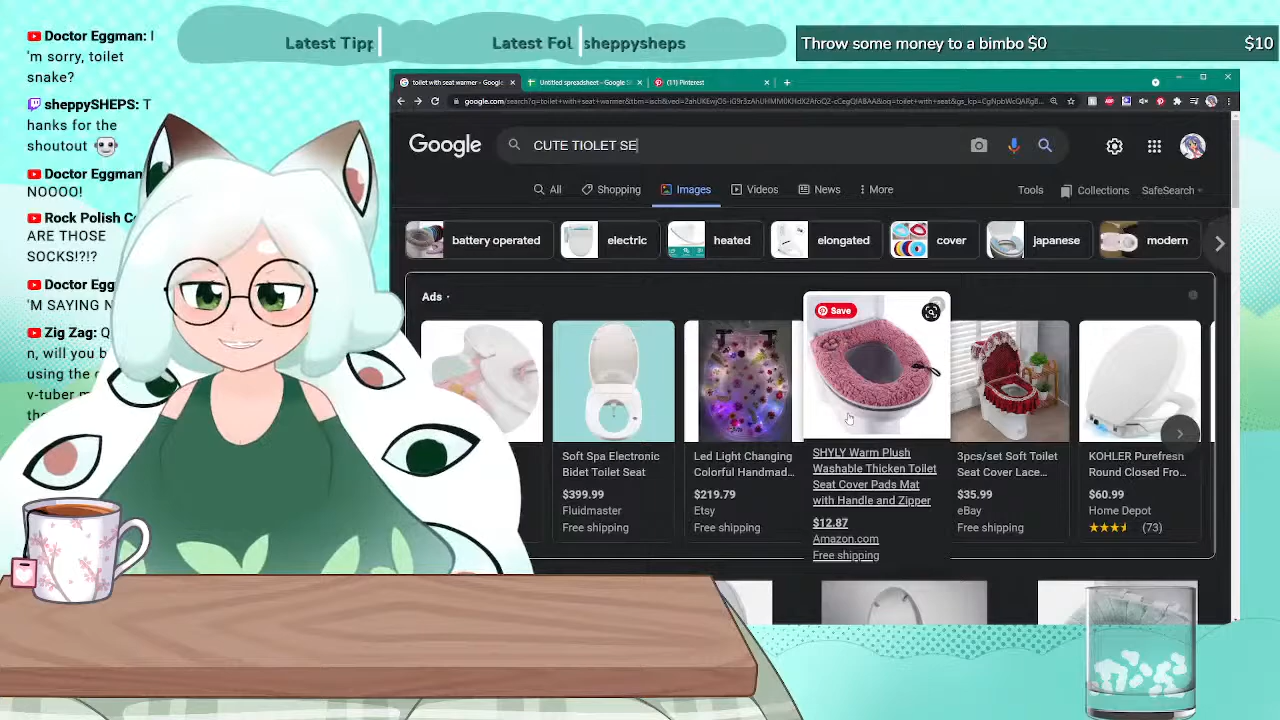 Doctor Eggman: I
'm sorry, toilet
snake?
sheppySHEPS: T
hanks for the
shoutout
Doctor Eggman
NOOOO!
Rock Polish Co
ARE THOSE
SOCKS!?!?
Doctor Egg
'M SAYING N
Zig Zag: Q
n, will you b
using the
v-tuber m
the
Latest Tipp
Latest Fol
sheppysheps
Throw some money to a bimbo $0
$10
toilet with seat warmer - Google
Untitled spreadsheet - Google S
(11) Pinterest
Google
CUTE TIOLET SE
All
Shopping
Images
Videos
News
More
Tools
Collections
SafeSearch
battery operated
electric
heated
elongated
cover
japanese
modern
Ads
Save
Soft Spa Electronic
Bidet Toilet Seat
$399.99
Fluidmaster
Free shipping
Led Light Changing
Colorful Handmad...
$219.79
Etsy
Free shipping
SHYLY Warm Plush
Washable Thicken Toilet
Seat Cover Pads Mat
with Handle and Zipper
$12.87
Amazon.com
Free shipping
3pcs/set Soft Toilet
Seat Cover Lace...
$35.99
eBay
Free shipping
KOHLER Purefresh
Round Closed Fro...
$60.99
Home Depot
(73)